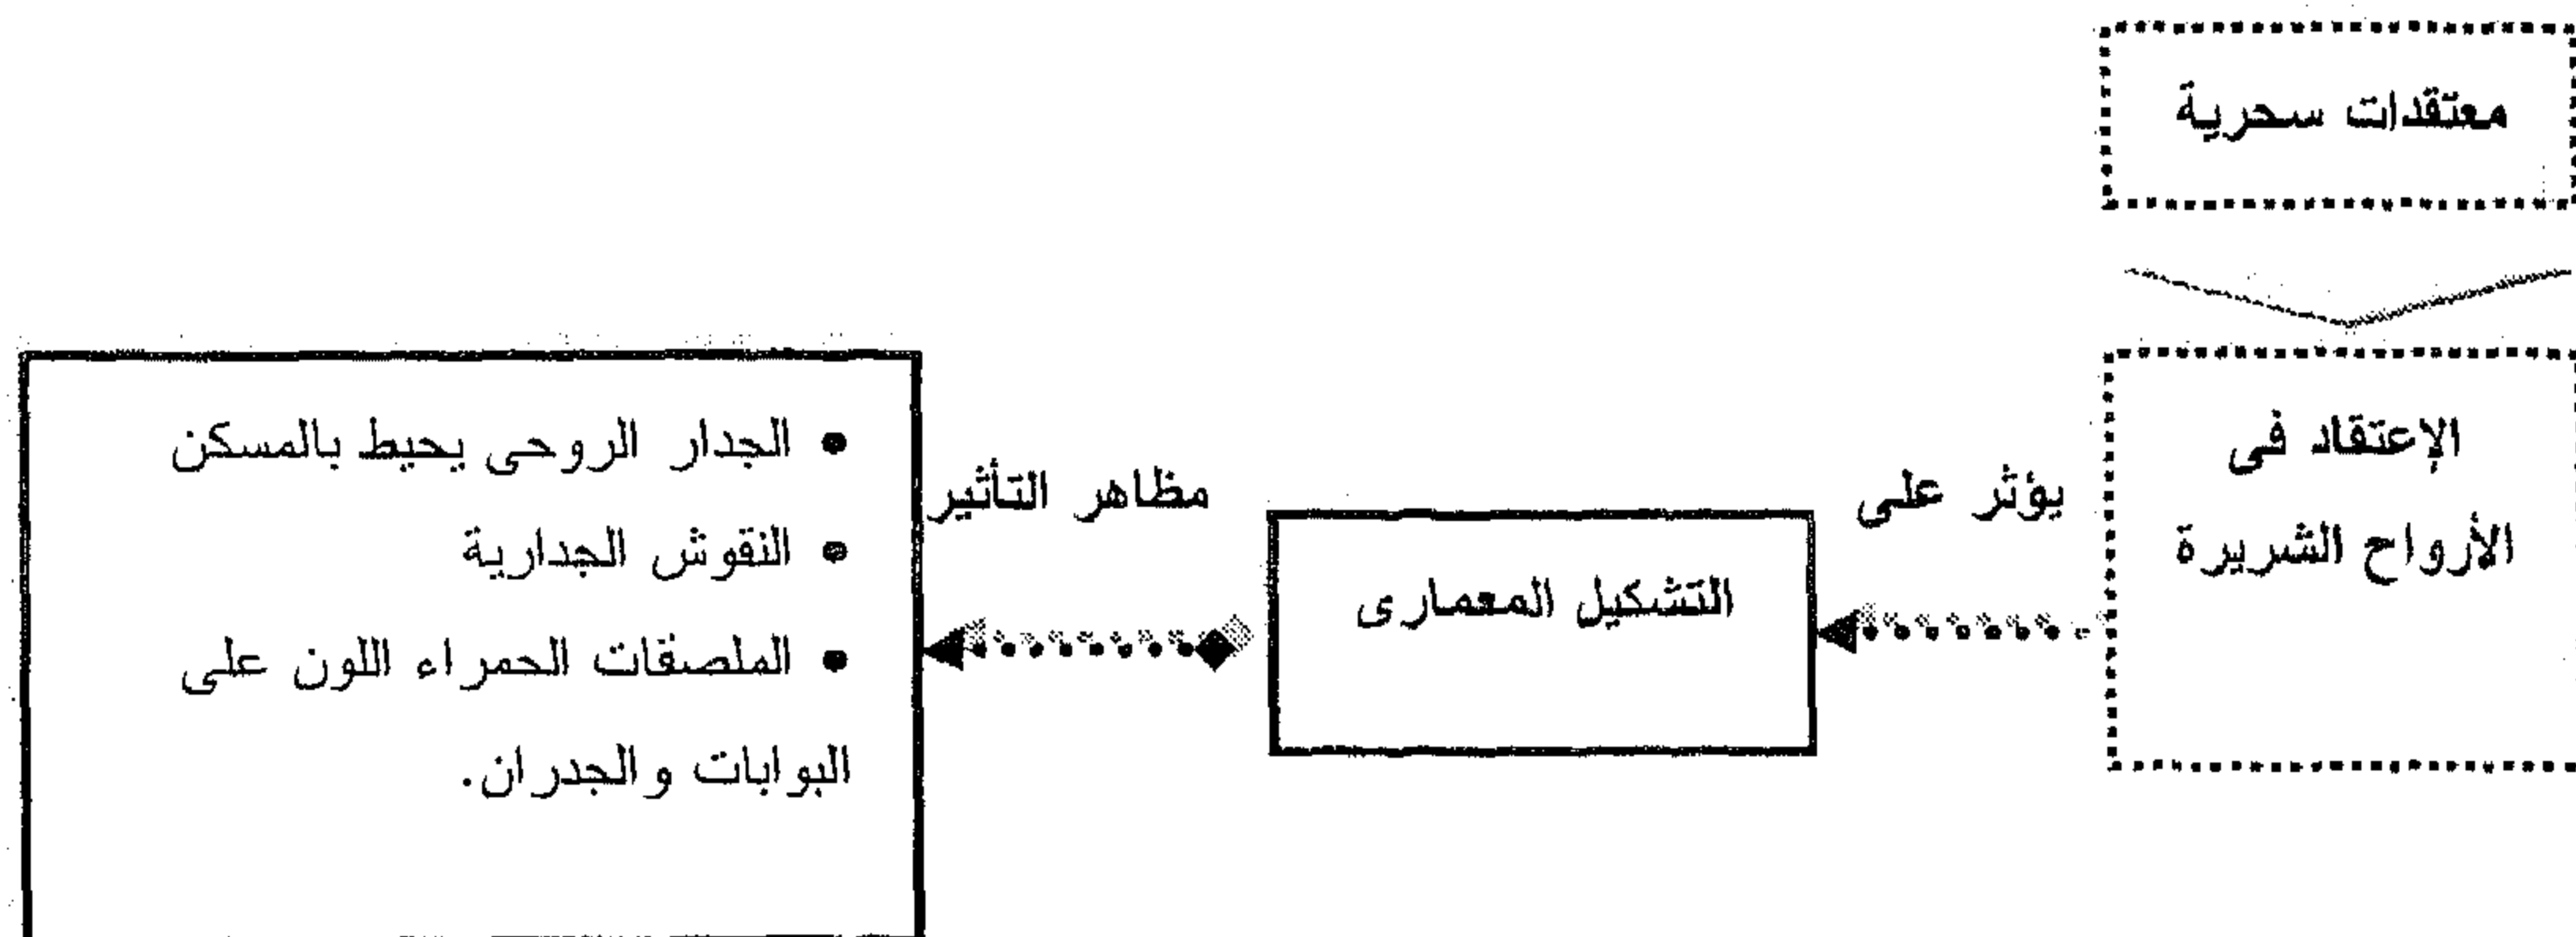 معتقدات سحرية
الإعتقاد فى
الأرواح الشريرة
يؤثر على
التشكيل المعمارى
مظاهر التأثير
• الجدار الروحى يحيط بالمسكن
• النقوش الجدارية
• الملصقات الحمراء اللون على
البوابات والجدران.